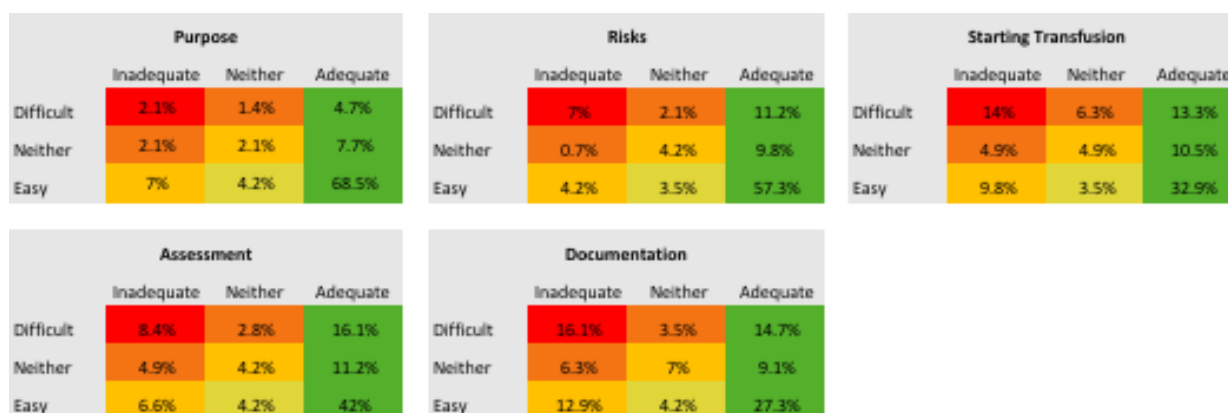 Purpose
Inadequate Neither Adequate
Difficult 2.1% 1.4% 4.7%
Neither 2.1% 2.1% 7.7%
Easy 7% 4.2% 68.5%
Risks
Inadequate Neither Adequate
Difficult 7% 2.1% 11.2%
Neither 0.7% 4.2% 9.8%
Easy 4.2% 3.5% 57.3%
Starting Transfusion
Inadequate Neither Adequate
Difficult 14% 6.3% 13.3%
Neither 4.9% 4.9% 10.5%
Easy 9.8% 3.5% 32.9%
Assessment
Inadequate Neither Adequate
Difficult 8.4% 2.8% 16.1%
Neither 4.9% 4.2% 11.2%
Easy 6.6% 4.2% 42%
Documentation
Inadequate Neither Adequate
Difficult 16.1% 3.5% 14.7%
Neither 6.3% 7% 9.1%
Easy 12.9% 4.2% 27.3%